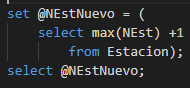 set @NEstNuevo = (
select max(NEst) +1
from Estacion);
select @NEstNuevo;